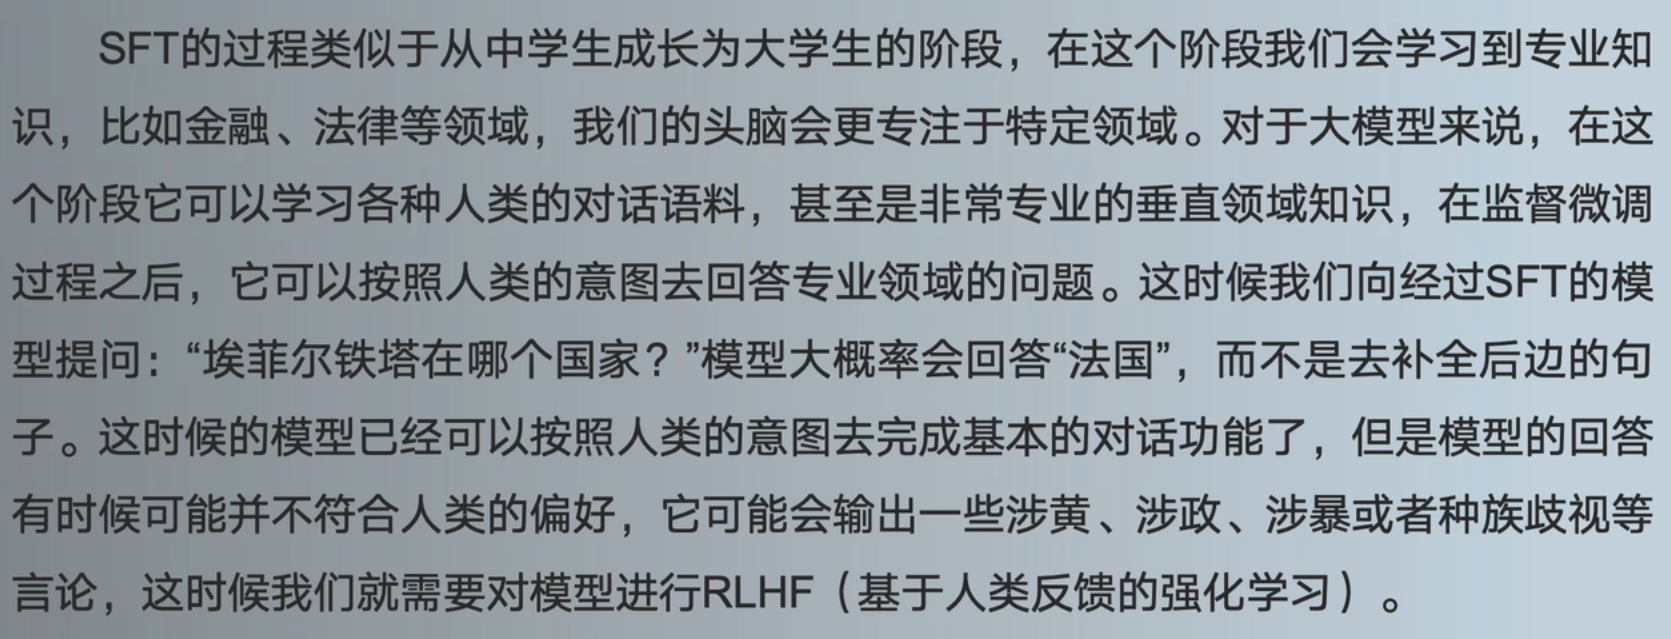 SFT的过程类似于从中学生成长为大学生的阶段，在这个阶段我们会学习到专业知
识，比如金融、法律等领域，我们的头脑会更专注于特定领域。对于大模型来说，在这
个阶段它可以学习各种人类的对话语料，甚至是非常专业的垂直领域知识，在监督微调
过程之后，它可以按照人类的意图去回答专业领域的问题。这时候我们向经过SFT的模
型提问：“埃菲尔铁塔在哪个国家？”模型大概率会回答“法国”，而不是去补全后边的句
子。这时候的模型已经可以按照人类的意图去完成基本的对话功能了，但是模型的回答
有时候可能并不符合人类的偏好，它可能会输出一些涉黄、涉政、涉暴或者种族歧视等
言论，这时候我们就需要对模型进行RLHF（基于人类反馈的强化学习）。